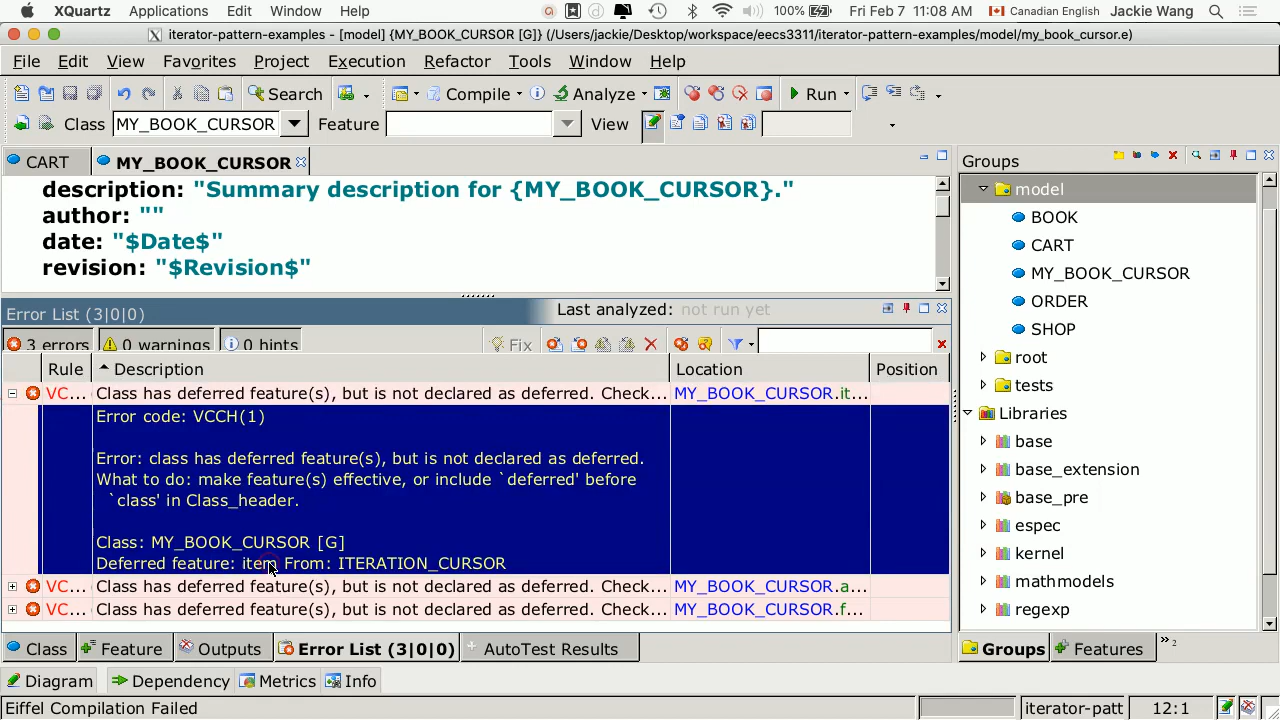 XQuartz Applications Edit Window Help 100% Fri Feb 7 11:08 AM Canadian English Jackie Wang
iterator-pattern-examples - [model] {MY_BOOK_CURSOR [G]} (/Users/jackie/Desktop/workspace/eecs3311/iterator-pattern-examples/model/my_book_cursor.e)
File Edit View Favorites Project Execution Refactor Tools Window Help
Search Compile Analyze Run
Class MY_BOOK_CURSOR Feature View
CART MY_BOOK_CURSOR
description: "Summary description for {MY_BOOK_CURSOR}."
author: ""
date: "$Date$"
revision: "$Revision$"
Error List (3|0|0) Last analyzed: not run yet
3 errors 0 warnings 0 hints Fix
Rule Description Location Position
VC... Class has deferred feature(s), but is not declared as deferred. Check... MY_BOOK_CURSOR.it...
Error code: VCCH(1)
Error: class has deferred feature(s), but is not declared as deferred.
What to do: make feature(s) effective, or include `deferred' before
`class' in Class_header.
Class: MY_BOOK_CURSOR [G]
Deferred feature: item From: ITERATION_CURSOR
VC... Class has deferred feature(s), but is not declared as deferred. Check... MY_BOOK_CURSOR.a...
VC... Class has deferred feature(s), but is not declared as deferred. Check... MY_BOOK_CURSOR.f...
Class Feature Outputs Error List (3|0|0) AutoTest Results
Diagram Dependency Metrics Info
Eiffel Compilation Failed
Groups
model
BOOK
CART
MY_BOOK_CURSOR
ORDER
SHOP
root
tests
Libraries
base
base_extension
base_pre
espec
kernel
mathmodels
regexp
Groups Features » 2
iterator-patt 12:1